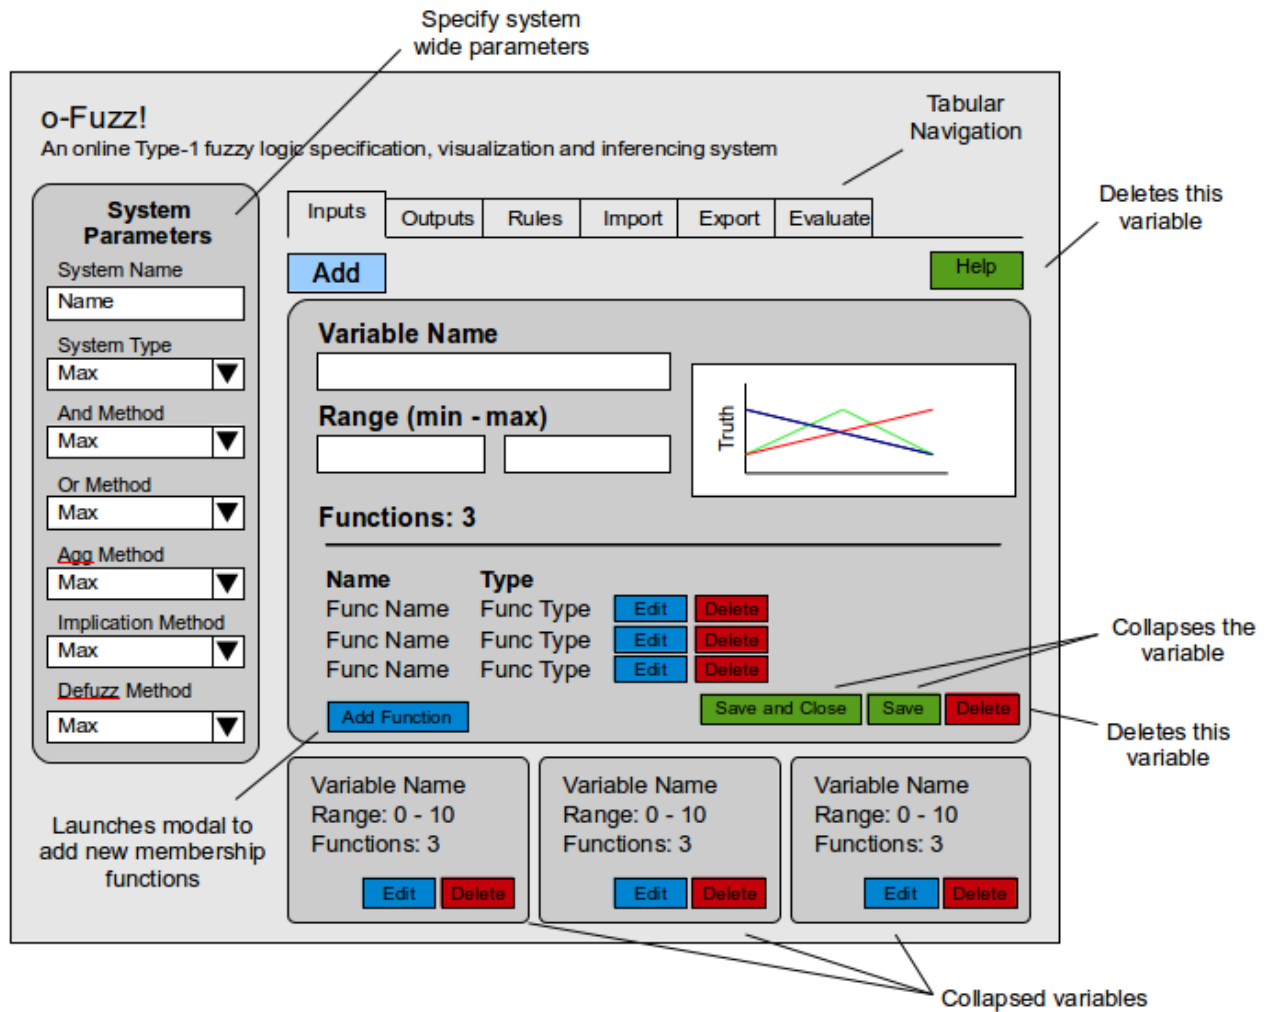 Specify system
wide parameters
o-Fuzz!
An online Type-1 fuzzy logic specification, visualization and inferencing system
Tabular
Navigation
Deletes this
variable
System
Parameters
System Name
Name
System Type
Max
And Method
Max
Or Method
Max
Agg Method
Max
Implication Method
Max
Defuzz Method
Max
Inputs
Outputs
Rules
Import
Export
Evaluate
Add
Help
Variable Name
Range (min - max)
Truth
Functions: 3
Name Type
Func Name Func Type Edit Delete
Func Name Func Type Edit Delete
Func Name Func Type Edit Delete
Add Function
Save and Close Save Delete
Collapses the
variable
Deletes this
variable
Launches modal to
add new membership
functions
Variable Name
Range: 0 - 10
Functions: 3
Edit Delete
Variable Name
Range: 0 - 10
Functions: 3
Edit Delete
Variable Name
Range: 0 - 10
Functions: 3
Edit Delete
Collapsed variables